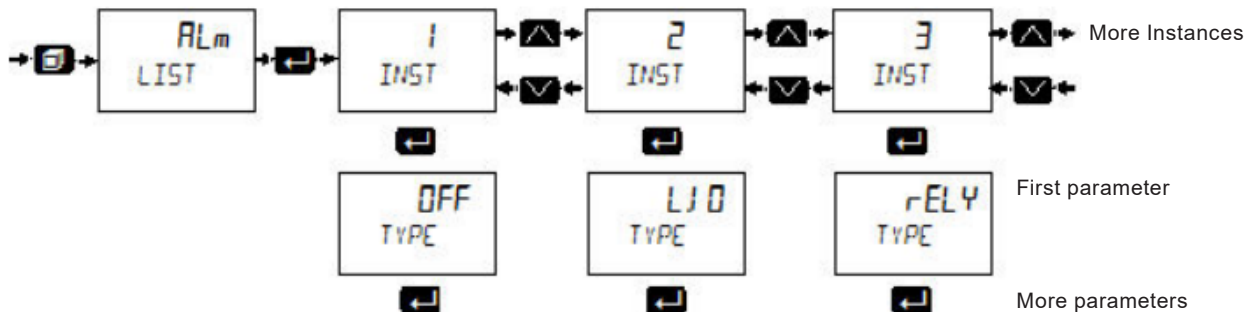 ALm
LIST
1
INST
2
INST
3
INST
More Instances
OFF
TYPE
LJ O
TYPE
rELY
TYPE
First parameter
More parameters